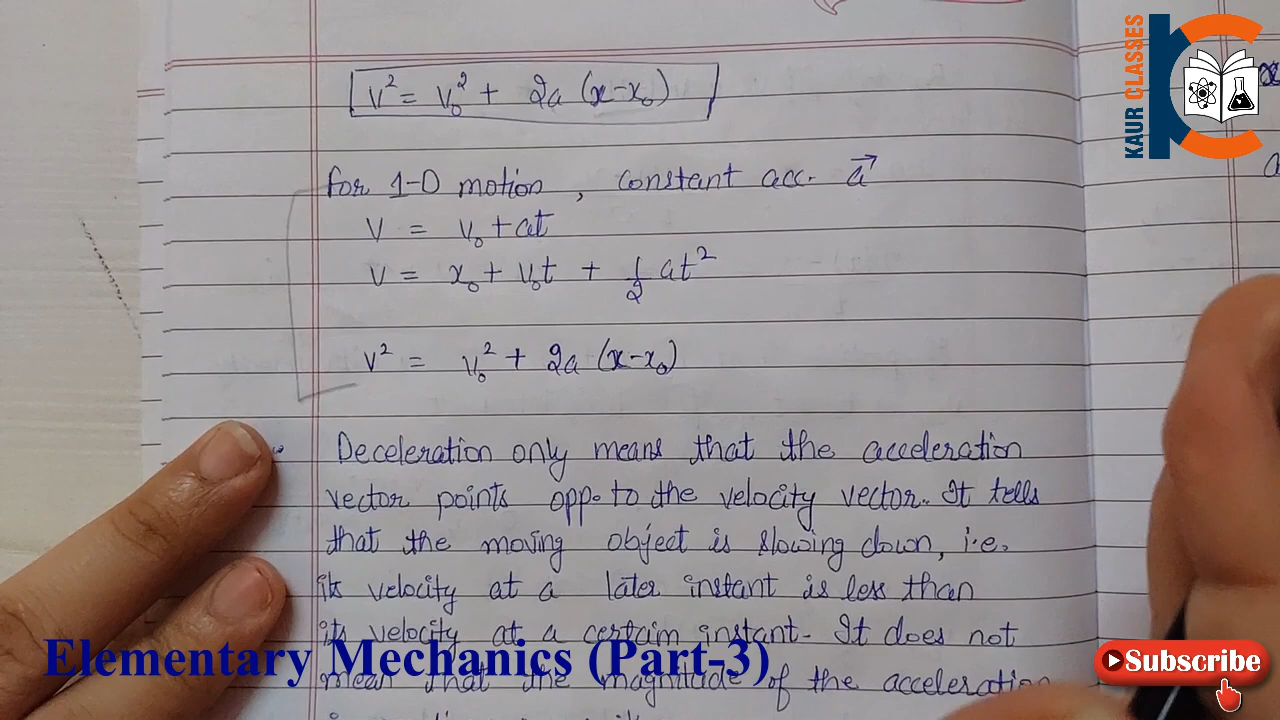 v² = v₀² + 2a (x-x₀)
for 1-D motion, constant acc. a⃗
v = v₀ + at
v = x₀ + v₀t + 1/2 at²
v² = v₀² + 2a (x-x₀)
Deceleration only means that the acceleration
vector points opp. to the velocity vector. It tells
that the moving object is slowing down, i.e.
its velocity at a later instant is less than
its velocity at a certain instant. It does not
mean that the magnitude of the acceleration
Elementary Mechanics (Part-3)
KAUR CLASSES
Subscribe